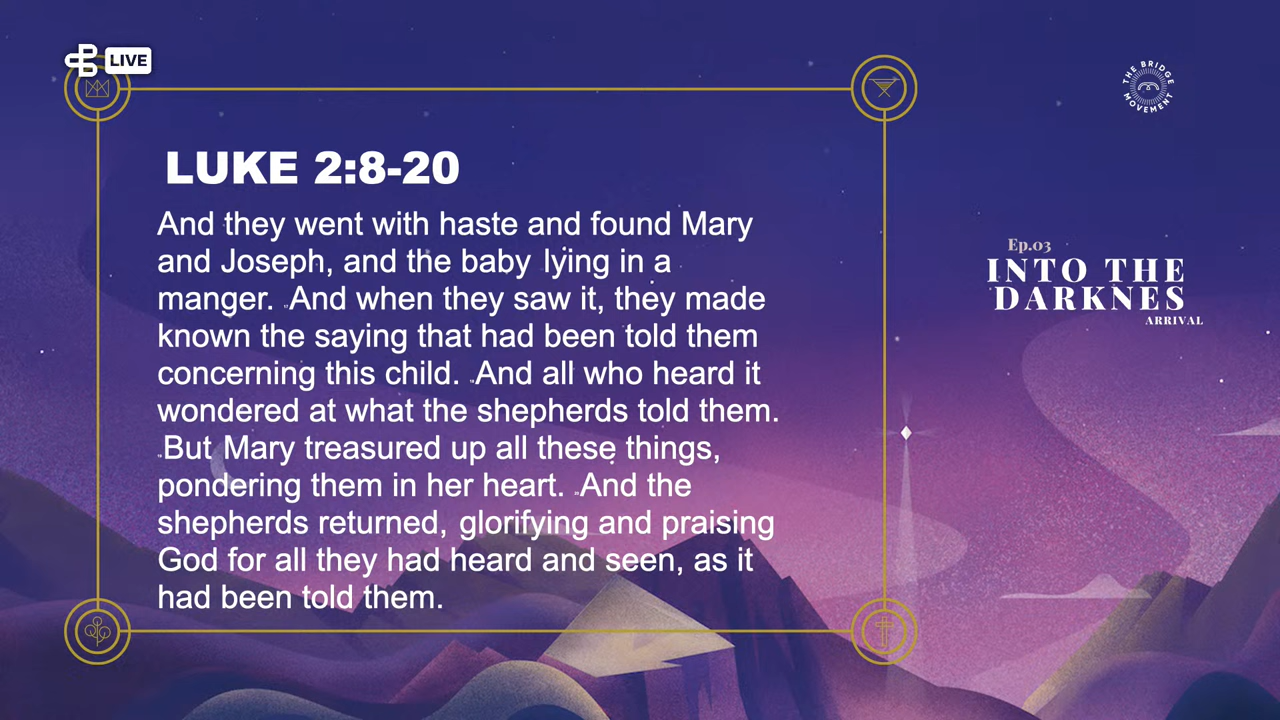 LIVE
THE BRIDGE
MOVEMENT
LUKE 2:8-20
And they went with haste and found Mary
and Joseph, and the baby lying in a
manger. And when they saw it, they made
known the saying that had been told them
concerning this child. And all who heard it
wondered at what the shepherds told them.
But Mary treasured up all these things,
pondering them in her heart. And the
shepherds returned, glorifying and praising
God for all they had heard and seen, as it
had been told them.
Ep.03
INTO THE
DARKNES
ARRIVAL